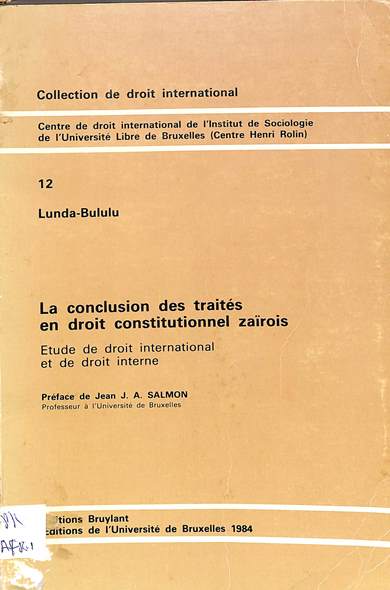 Collection de droit international
Centre de droit international de l'Institut de Sociologie
de l'Université Libre de Bruxelles (Centre Henri Rolin)
12
Lunda-Bululu
La conclusion des traités
en droit constitutionnel zaïrois
Etude de droit international
et de droit interne
Préface de Jean J. A. SALMON
Professeur à l'Université de Bruxelles
itions Bruylant
ditions de l'Université de Bruxelles 1984